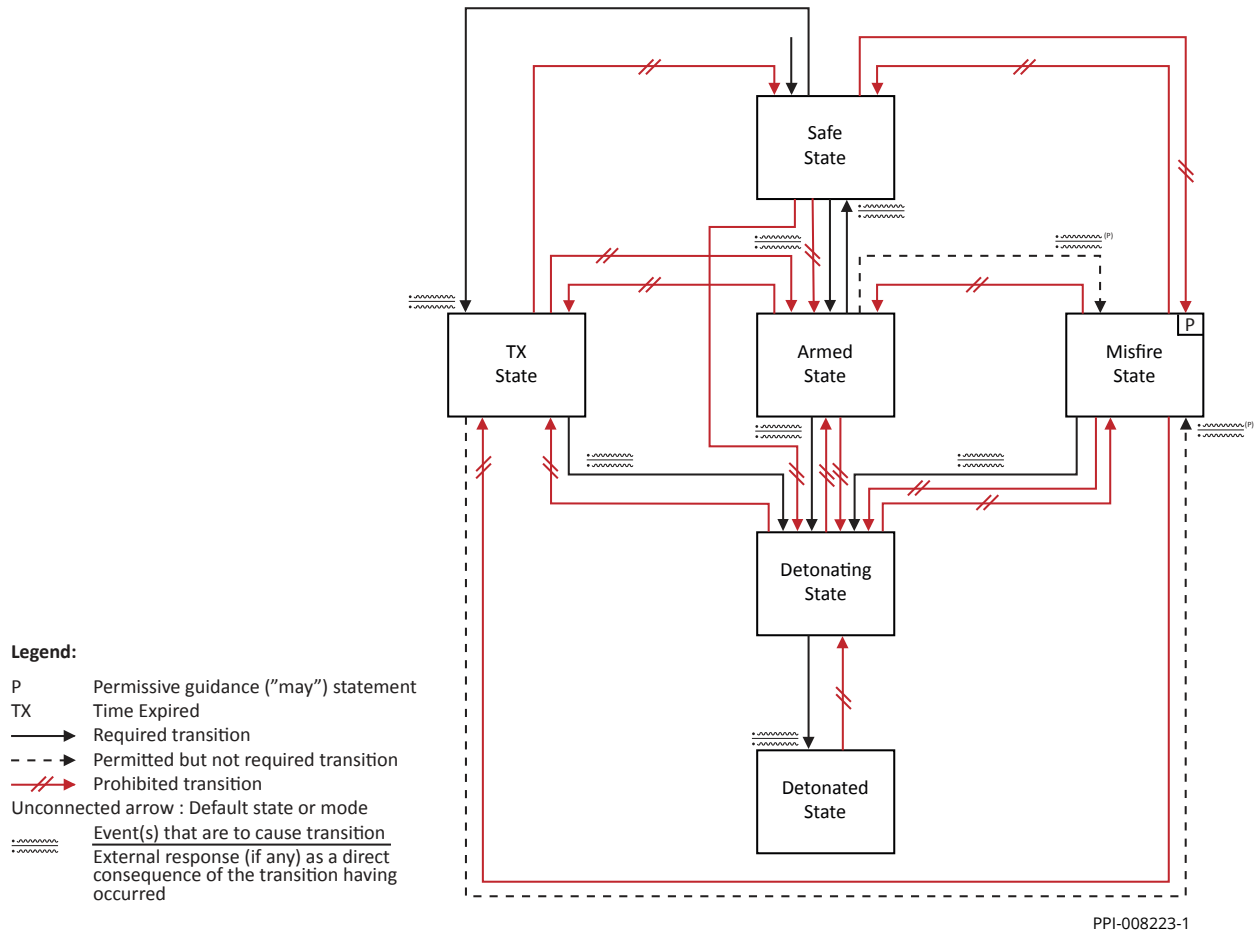 Safe
State
(P)
TX
State
Armed
State
P
Misfire
State
(P)
Detonating
State
Detonated
State
Legend:
P Permissive guidance (”may”) statement
TX Time Expired
Required transition
Permitted but not required transition
Prohibited transition
Unconnected arrow : Default state or mode
Event(s) that are to cause transition
External response (if any) as a direct
consequence of the transition having
occurred
PPI-008223-1